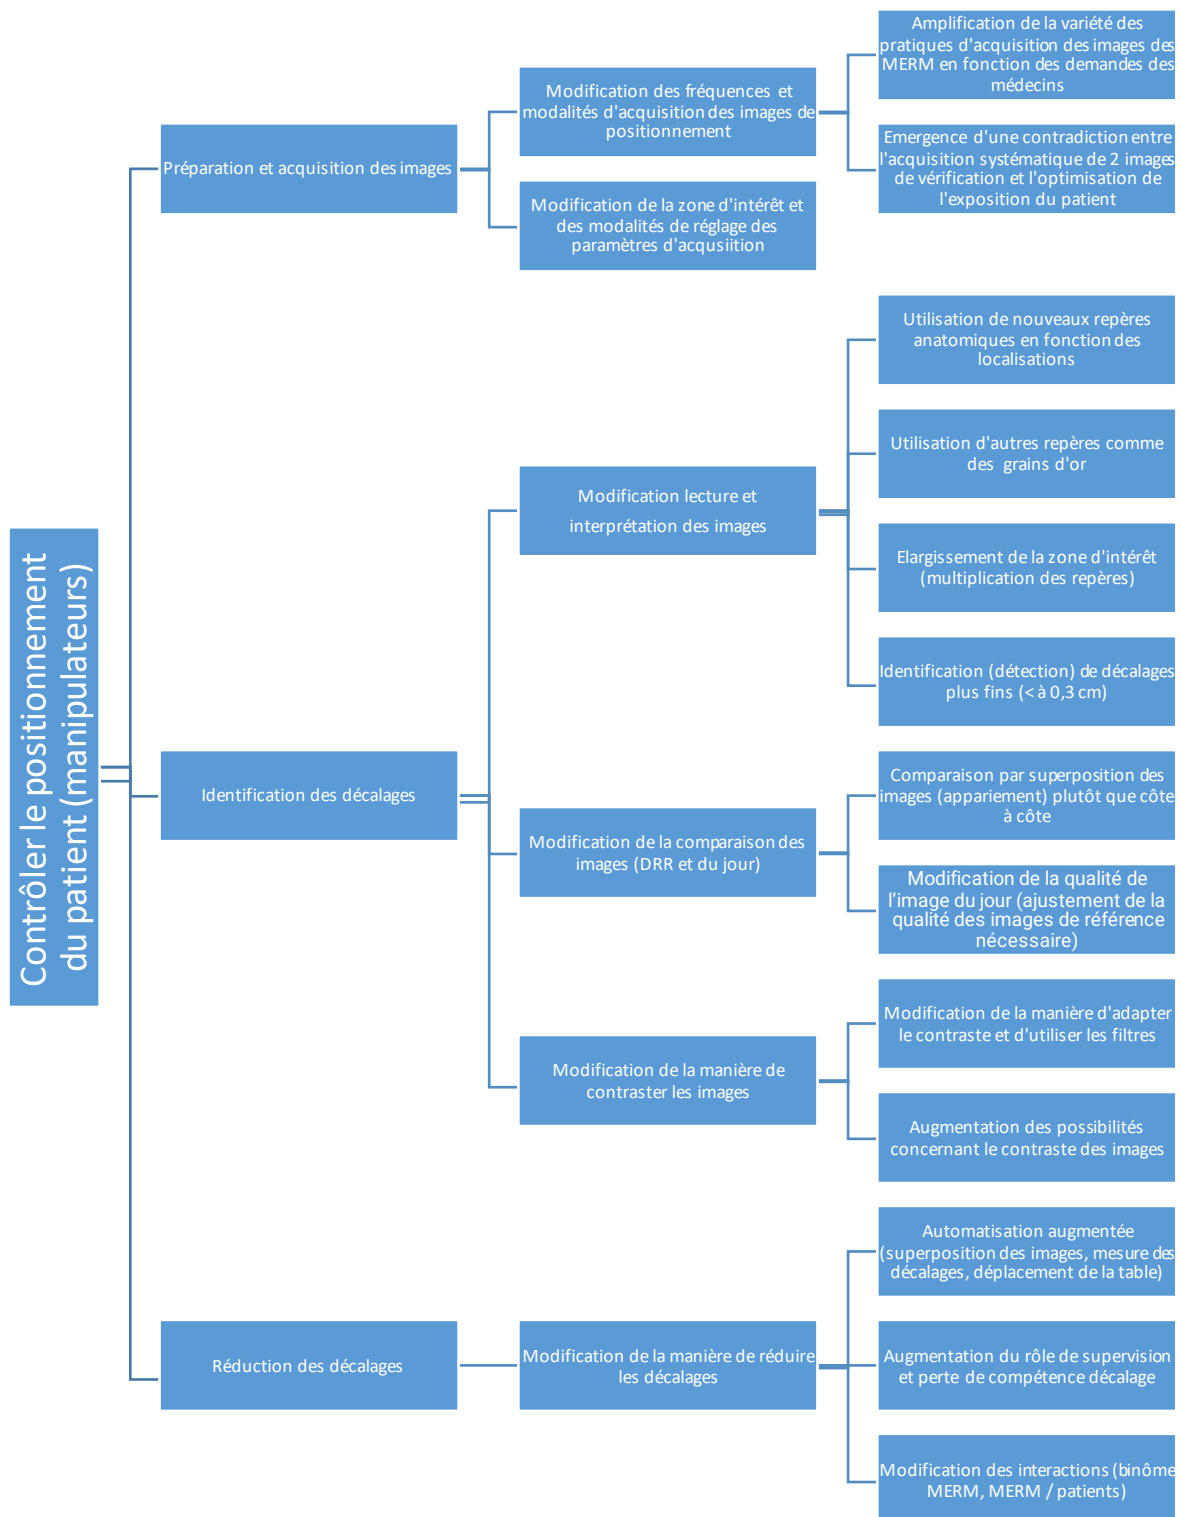 Contrôler le positionnement
du patient (manipulateurs)
Préparation et acquisition des images
Modification des fréquences et
modalités d'acquisition des images de
positionnement
Amplification de la variété des
pratiques d'acquisition des images des
MERM en fonction des demandes des
médecins
Emergence d'une contradiction entre
l'acquisition systématique de 2 images
de vérification et l'optimisation de
l'exposition du patient
Modification de la zone d'intérêt et
des modalités de réglage des
paramètres d'acqusiition
Identification des décalages
Modification lecture et
interprétation des images
Utilisation de nouveaux repères
anatomiques en fonction des
localisations
Utilisation d'autres repères comme
des grains d'or
Elargissement de la zone d'intérêt
(multiplication des repères)
Identification (détection) de décalages
plus fins (< à 0,3 cm)
Modification de la comparaison des
images (DRR et du jour)
Comparaison par superposition des
images (appariement) plutôt que côte
à côte
Modification de la qualité de
l’image du jour (ajustement de la
qualité des images de référence
nécessaire)
Modification de la manière de
contraster les images
Modification de la manière d'adapter
le contraste et d'utiliser les filtres
Augmentation des possibilités
concernant le contraste des images
Réduction des décalages
Modification de la manière de réduire
les décalages
Automatisation augmentée
(superposition des images, mesure des
décalages, déplacement de la table)
Augmentation du rôle de supervision
et perte de compétence décalage
Modification des interactions (binôme
MERM, MERM / patients)